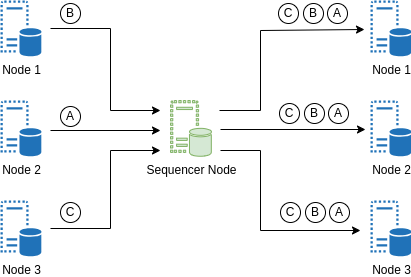 B
C B A
Node 1
Node 1
A
C B A
Node 2
Sequencer Node
Node 2
C
C B A
Node 3
Node 3